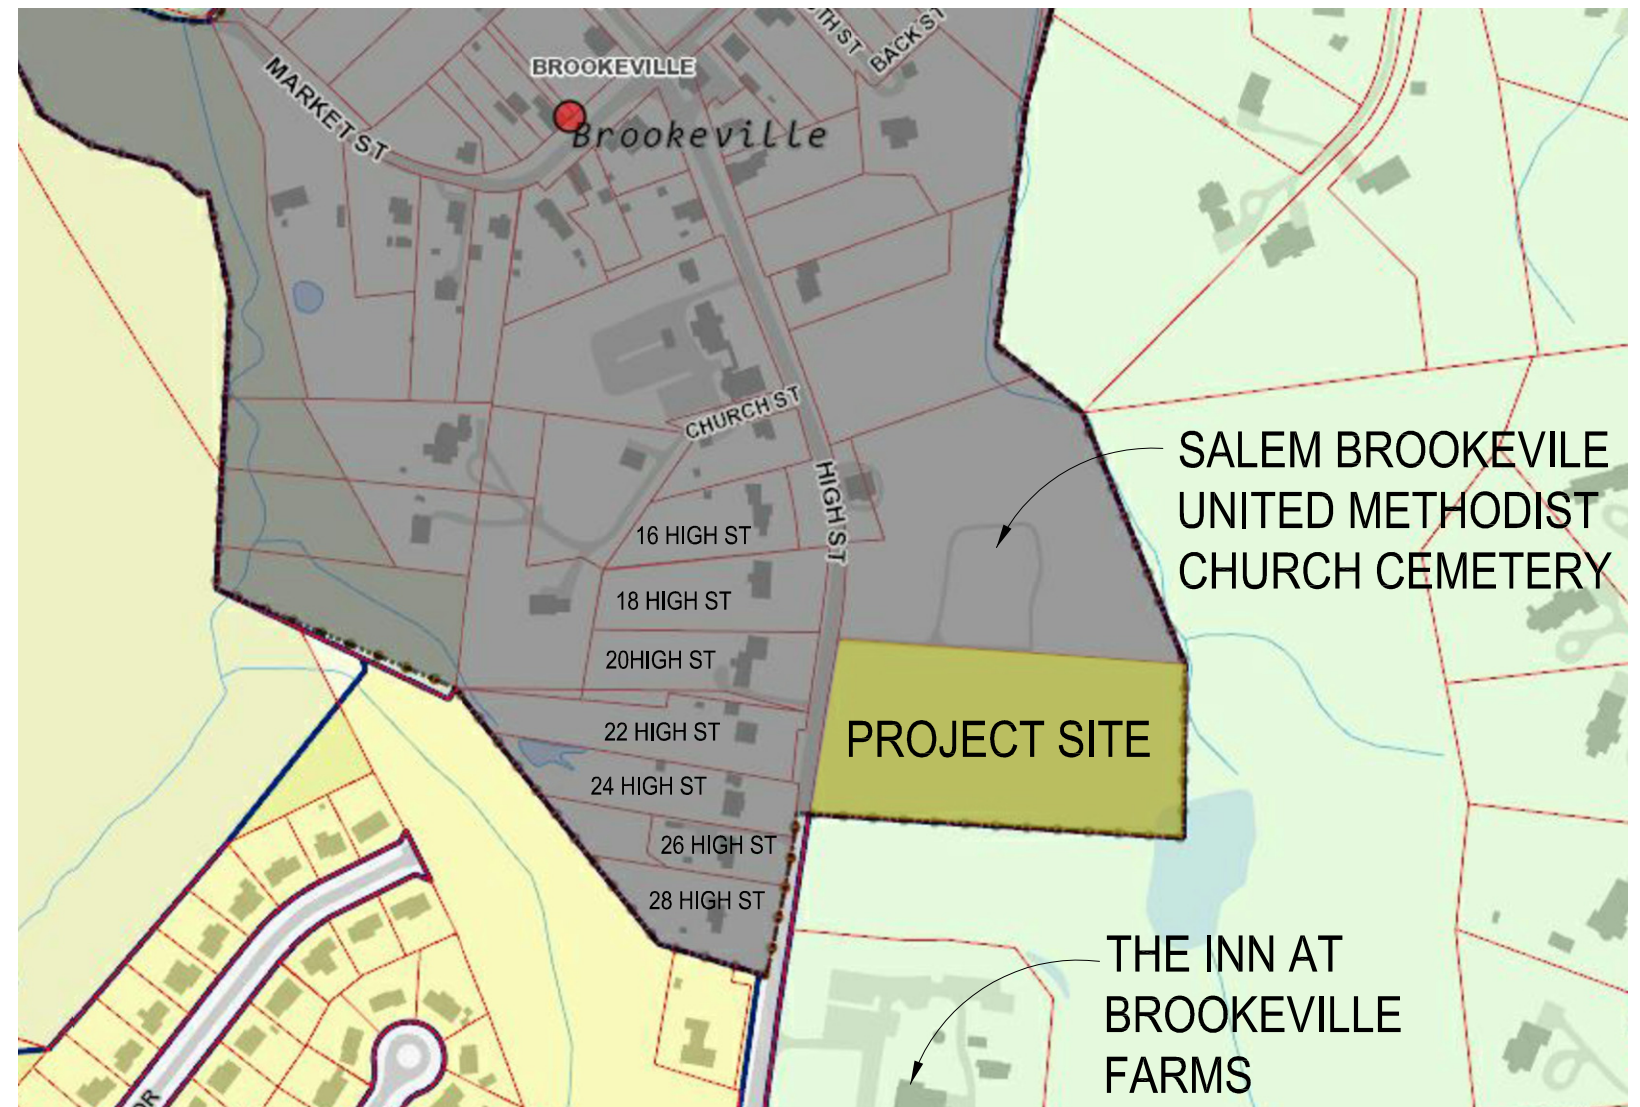 BACK ST
BROOKEVILLE
MARKET ST
Brookeville
CHURCH ST
SALEM BROOKEVILE
UNITED METHODIST
CHURCH CEMETERY
HIGH ST
16 HIGH ST
18 HIGH ST
20HIGH ST
22 HIGH ST
PROJECT SITE
24 HIGH ST
26 HIGH ST
28 HIGH ST
THE INN AT
BROOKEVILLE
FARMS
DR